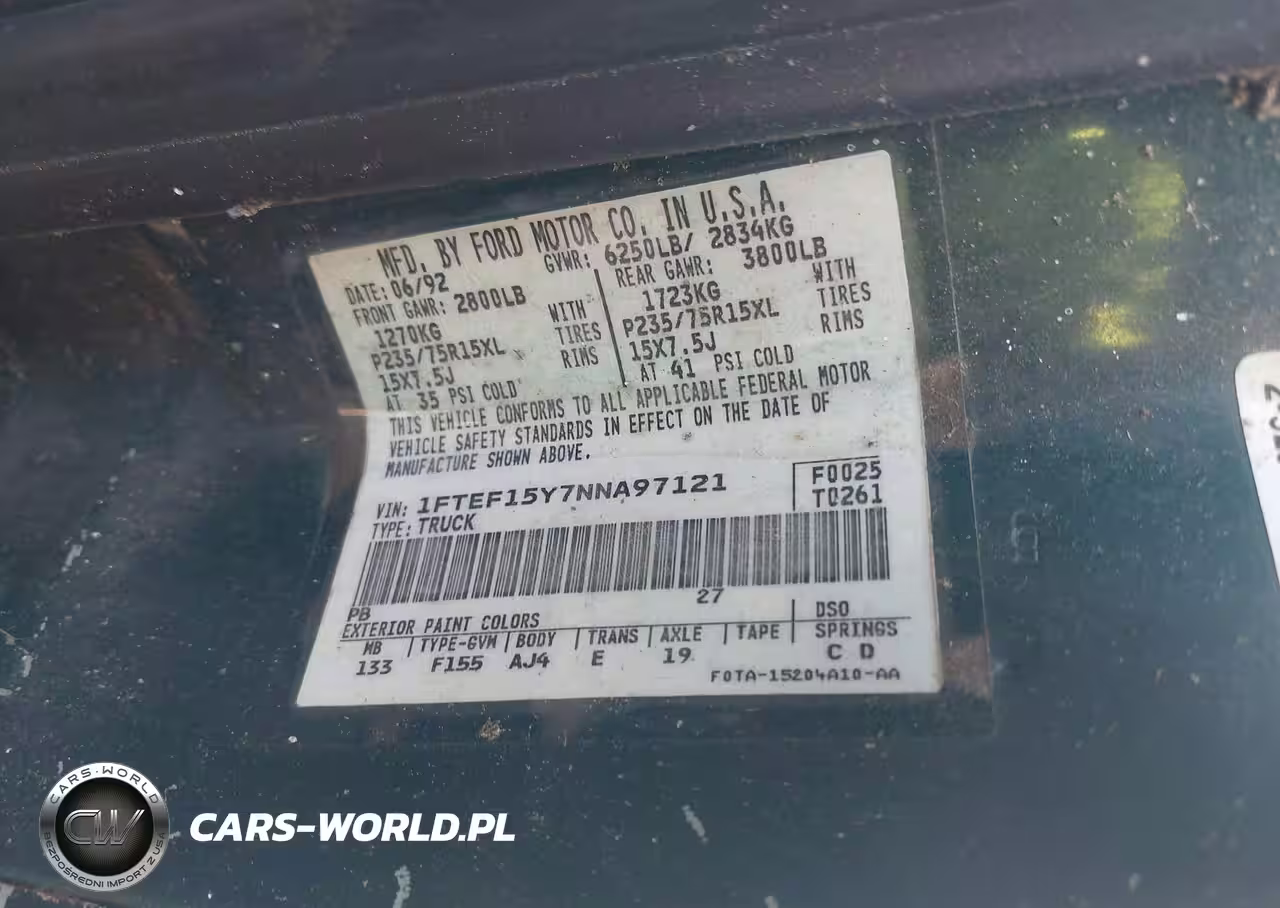 MFD. BY FORD MOTOR CO. IN U.S.A.
DATE: 06/92 GVWR: 6250LB/ 2834KG
FRONT GAWR: 2800LB REAR GAWR: 3800LB
1270KG WITH 1723KG WITH
P235/75R15XL TIRES P235/75R15XL TIRES
15X7.5J RIMS 15X7.5J RIMS
AT 35 PSI COLD AT 41 PSI COLD
THIS VEHICLE CONFORMS TO ALL APPLICABLE FEDERAL MOTOR
VEHICLE SAFETY STANDARDS IN EFFECT ON THE DATE OF
MANUFACTURE SHOWN ABOVE.
VIN: 1FTEF15Y7NNA97121 F0025
TYPE: TRUCK T0261
PB 27
EXTERIOR PAINT COLORS DSO
MB TYPE-GVM BODY TRANS AXLE TAPE SPRINGS
133 F155 AJ4 E 19 C D
F0TA-15204A10-AA
CARS-WORLD
CW
BEZPOŚREDNI IMPORT Z USA
CARS-WORLD.PL